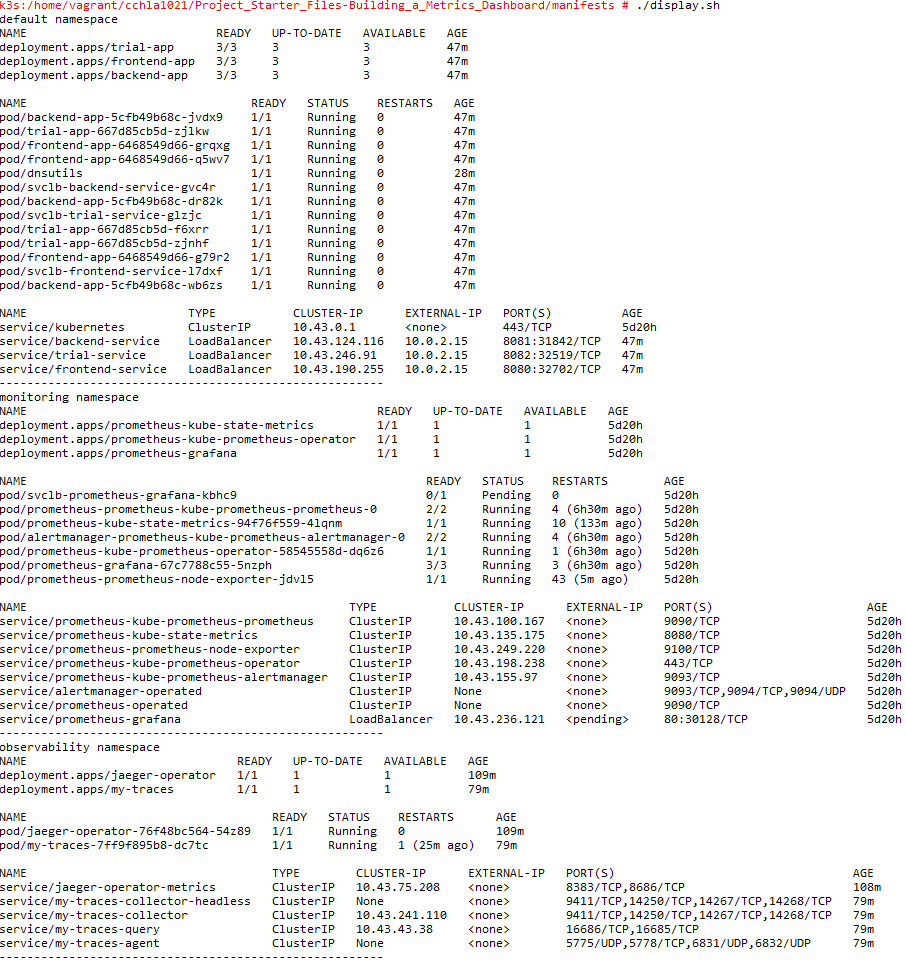 k3s:/home/vagrant/cchla1021/Project_Starter_Files-Building_a_Metrics_Dashboard/manifests # ./display.sh
default namespace
NAME READY UP-TO-DATE AVAILABLE AGE
deployment.apps/trial-app 3/3 3 3 47m
deployment.apps/frontend-app 3/3 3 3 47m
deployment.apps/backend-app 3/3 3 3 47m
NAME READY STATUS RESTARTS AGE
pod/backend-app-5cfb49b68c-jvdx9 1/1 Running 0 47m
pod/trial-app-667d85cb5d-zjlkw 1/1 Running 0 47m
pod/frontend-app-6468549d66-grqxg 1/1 Running 0 47m
pod/frontend-app-6468549d66-q5wv7 1/1 Running 0 47m
pod/dnsutils 1/1 Running 0 28m
pod/svclb-backend-service-gvc4r 1/1 Running 0 47m
pod/backend-app-5cfb49b68c-dr82k 1/1 Running 0 47m
pod/svclb-trial-service-glzjc 1/1 Running 0 47m
pod/trial-app-667d85cb5d-f6xrr 1/1 Running 0 47m
pod/trial-app-667d85cb5d-zjnhf 1/1 Running 0 47m
pod/frontend-app-6468549d66-g79r2 1/1 Running 0 47m
pod/svclb-frontend-service-l7dxf 1/1 Running 0 47m
pod/backend-app-5cfb49b68c-wb6zs 1/1 Running 0 47m
NAME TYPE CLUSTER-IP EXTERNAL-IP PORT(S) AGE
service/kubernetes ClusterIP 10.43.0.1 <none> 443/TCP 5d20h
service/backend-service LoadBalancer 10.43.124.116 10.0.2.15 8081:31842/TCP 47m
service/trial-service LoadBalancer 10.43.246.91 10.0.2.15 8082:32519/TCP 47m
service/frontend-service LoadBalancer 10.43.190.255 10.0.2.15 8080:32702/TCP 47m
-------------------------------------------------------
monitoring namespace
NAME READY UP-TO-DATE AVAILABLE AGE
deployment.apps/prometheus-kube-state-metrics 1/1 1 1 5d20h
deployment.apps/prometheus-kube-prometheus-operator 1/1 1 1 5d20h
deployment.apps/prometheus-grafana 1/1 1 1 5d20h
NAME READY STATUS RESTARTS AGE
pod/svclb-prometheus-grafana-kbhc9 0/1 Pending 0 5d20h
pod/prometheus-prometheus-kube-prometheus-prometheus-0 2/2 Running 4 (6h30m ago) 5d20h
pod/prometheus-kube-state-metrics-94f76f559-4lqnm 1/1 Running 10 (133m ago) 5d20h
pod/alertmanager-prometheus-kube-prometheus-alertmanager-0 2/2 Running 4 (6h30m ago) 5d20h
pod/prometheus-kube-prometheus-operator-58545558d-dq6z6 1/1 Running 1 (6h30m ago) 5d20h
pod/prometheus-grafana-67c7788c55-5nzph 3/3 Running 3 (6h30m ago) 5d20h
pod/prometheus-prometheus-node-exporter-jdvl5 1/1 Running 43 (5m ago) 5d20h
NAME TYPE CLUSTER-IP EXTERNAL-IP PORT(S) AGE
service/prometheus-kube-prometheus-prometheus ClusterIP 10.43.100.167 <none> 9090/TCP 5d20h
service/prometheus-kube-state-metrics ClusterIP 10.43.135.175 <none> 8080/TCP 5d20h
service/prometheus-prometheus-node-exporter ClusterIP 10.43.249.220 <none> 9100/TCP 5d20h
service/prometheus-kube-prometheus-operator ClusterIP 10.43.198.238 <none> 443/TCP 5d20h
service/prometheus-kube-prometheus-alertmanager ClusterIP 10.43.155.97 <none> 9093/TCP 5d20h
service/alertmanager-operated ClusterIP None <none> 9093/TCP,9094/TCP,9094/UDP 5d20h
service/prometheus-operated ClusterIP None <none> 9090/TCP 5d20h
service/prometheus-grafana LoadBalancer 10.43.236.121 <pending> 80:30128/TCP 5d20h
-------------------------------------------------------
observability namespace
NAME READY UP-TO-DATE AVAILABLE AGE
deployment.apps/jaeger-operator 1/1 1 1 109m
deployment.apps/my-traces 1/1 1 1 79m
NAME READY STATUS RESTARTS AGE
pod/jaeger-operator-76f48bc564-54z89 1/1 Running 0 109m
pod/my-traces-7ff9f895b8-dc7tc 1/1 Running 1 (25m ago) 79m
NAME TYPE CLUSTER-IP EXTERNAL-IP PORT(S) AGE
service/jaeger-operator-metrics ClusterIP 10.43.75.208 <none> 8383/TCP,8686/TCP 108m
service/my-traces-collector-headless ClusterIP None <none> 9411/TCP,14250/TCP,14267/TCP,14268/TCP 79m
service/my-traces-collector ClusterIP 10.43.241.110 <none> 9411/TCP,14250/TCP,14267/TCP,14268/TCP 79m
service/my-traces-query ClusterIP 10.43.43.38 <none> 16686/TCP,16685/TCP 79m
service/my-traces-agent ClusterIP None <none> 5775/UDP,5778/TCP,6831/UDP,6832/UDP 79m
-------------------------------------------------------